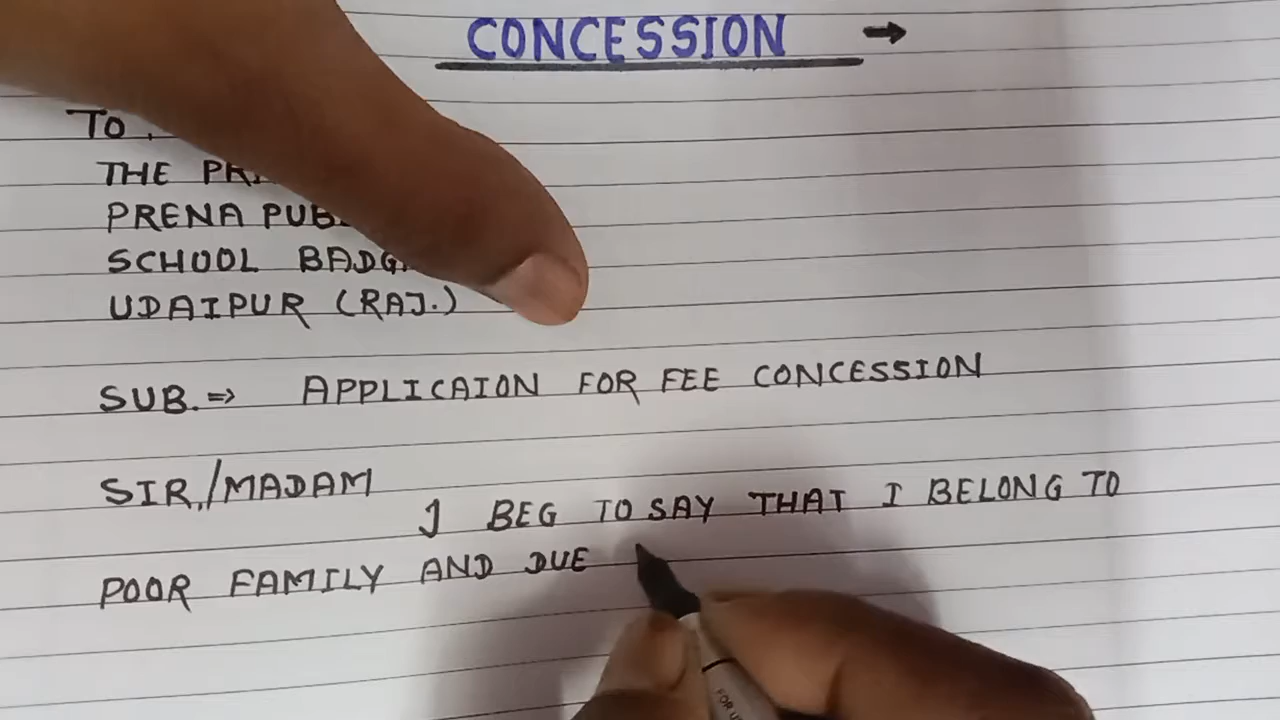 CONCESSION →
TO,
THE
PRENA
SCHOOL
UDAIPUR (RAJ.)
SUB. ⇒ APPLICAION FOR FEE CONCESSION
SIR,/MADAM
I BEG TO SAY THAT I BELONG TO
POOR FAMILY AND DUE